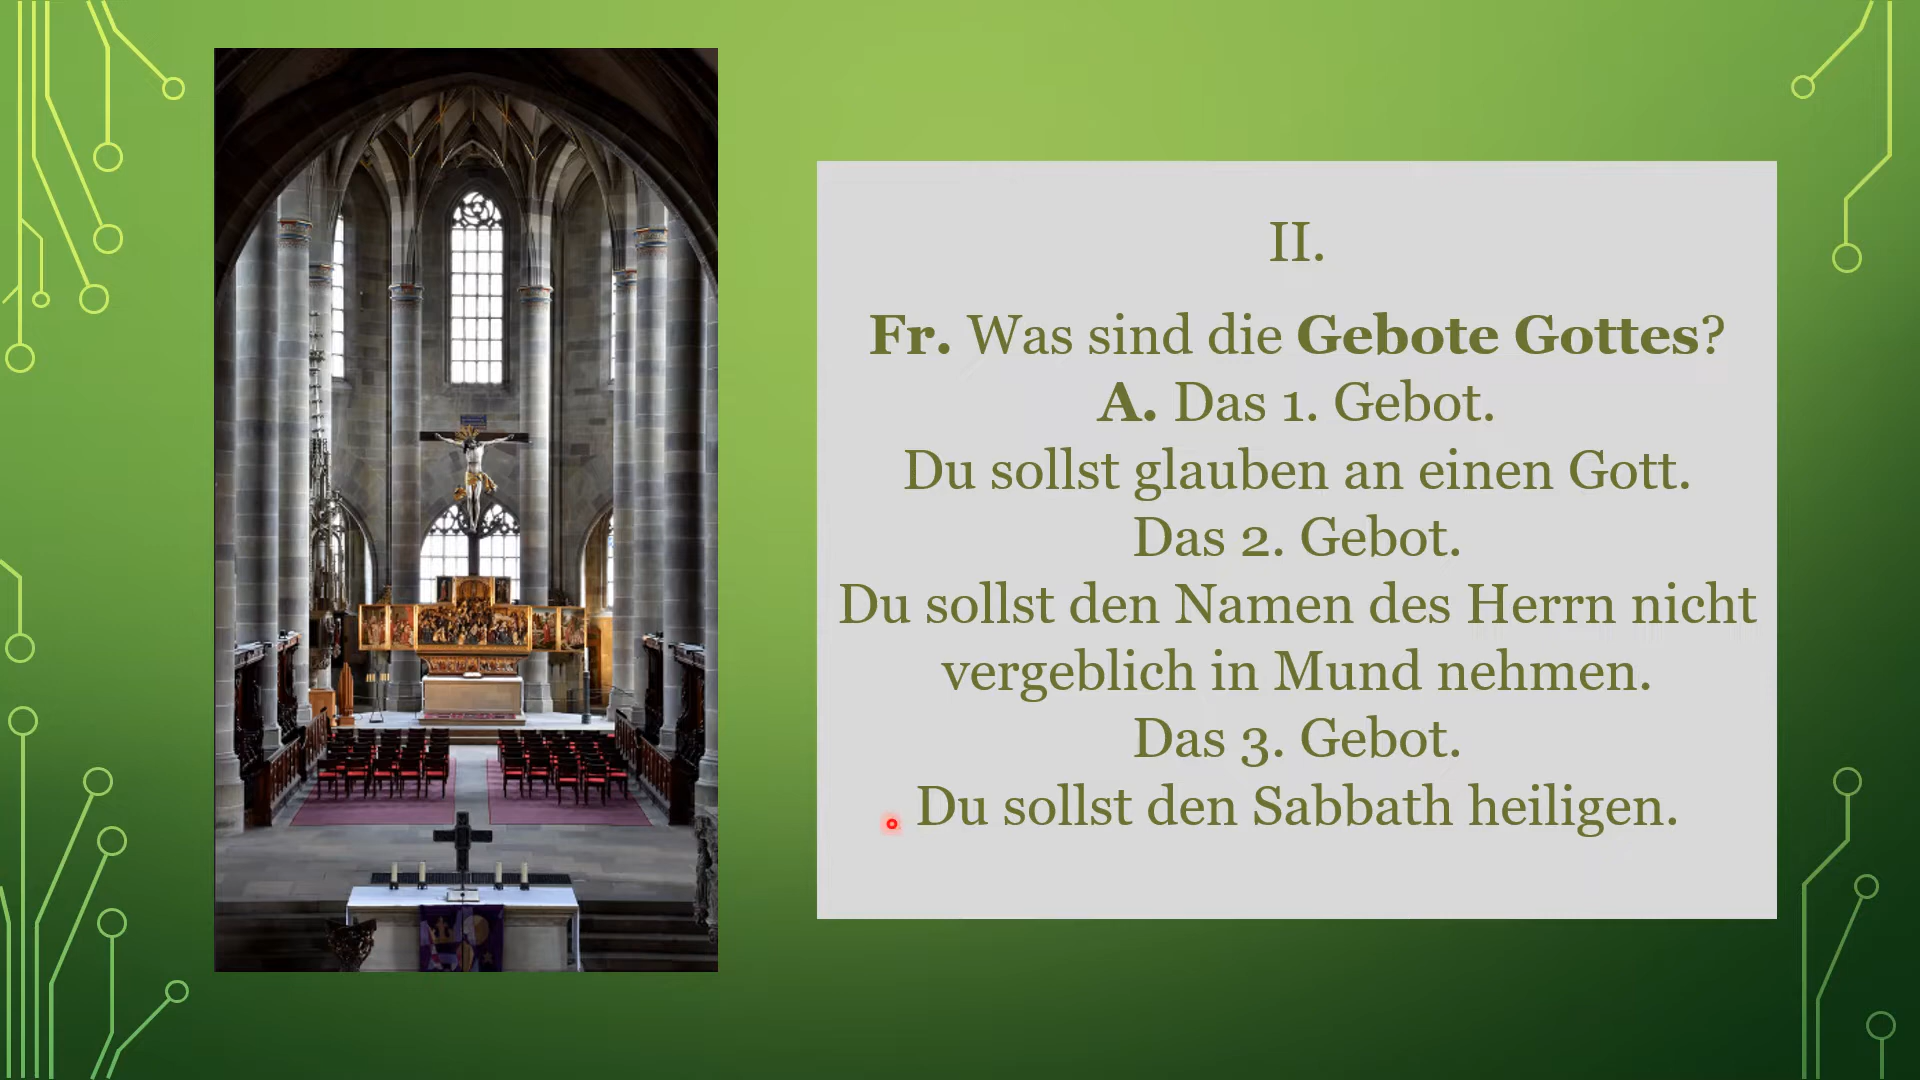 II.
Fr. Was sind die Gebote Gottes?
A. Das 1. Gebot.
Du sollst glauben an einen Gott.
Das 2. Gebot.
Du sollst den Namen des Herrn nicht
vergeblich in Mund nehmen.
Das 3. Gebot.
Du sollst den Sabbath heiligen.